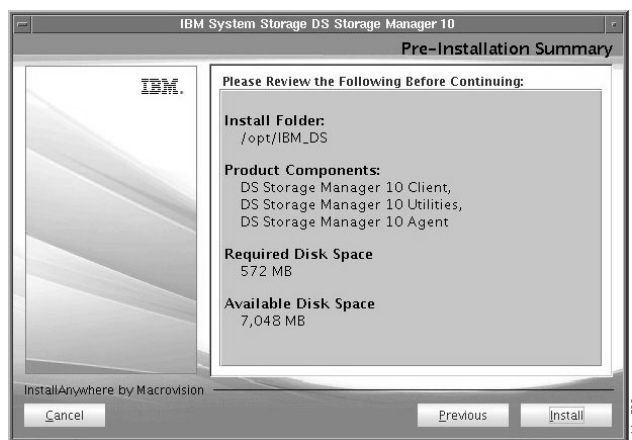 IBM System Storage DS Storage Manager 10
Pre-Installation Summary
IBM.
Please Review the Following Before Continuing:
Install Folder:
/opt/IBM_DS
Product Components:
DS Storage Manager 10 Client,
DS Storage Manager 10 Utilities,
DS Storage Manager 10 Agent
Required Disk Space
572 MB
Available Disk Space
7,048 MB
InstallAnywhere by Macrovision
Cancel
Previous
Install